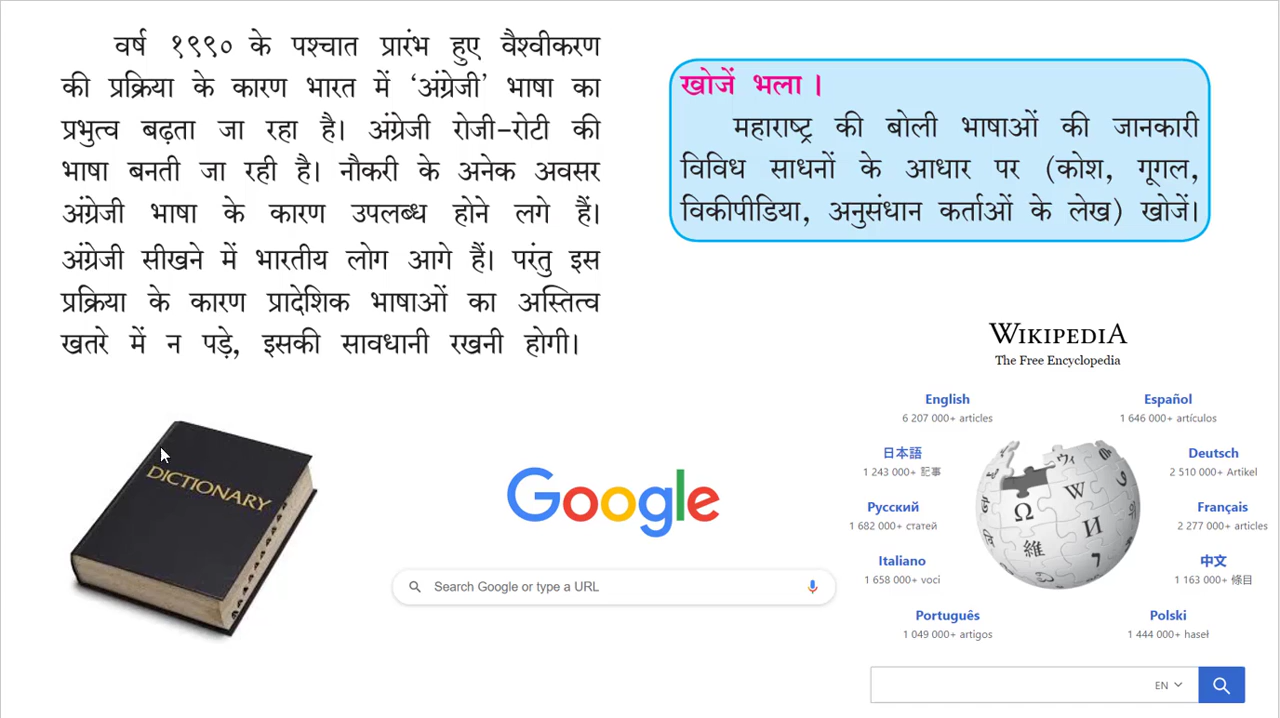 वर्ष १९९० के पश्चात प्रारंभ हुए वैश्वीकरण
की प्रक्रिया के कारण भारत में ‘अंग्रेजी’ भाषा का
प्रभुत्व बढ़ता जा रहा है। अंग्रेजी रोजी-रोटी की
भाषा बनती जा रही है। नौकरी के अनेक अवसर
अंग्रेजी भाषा के कारण उपलब्ध होने लगे हैं।
अंग्रेजी सीखने में भारतीय लोग आगे हैं। परंतु इस
प्रक्रिया के कारण प्रादेशिक भाषाओं का अस्तित्व
खतरे में न पड़े, इसकी सावधानी रखनी होगी।
खोजें भला ।
महाराष्ट्र की बोली भाषाओं की जानकारी
विविध साधनों के आधार पर (कोश, गूगल,
विकीपीडिया, अनुसंधान कर्ताओं के लेख) खोजें।
DICTIONARY
Google
Search Google or type a URL
WIKIPEDIA
The Free Encyclopedia
English
6 207 000+ articles
Español
1 646 000+ artículos
日本語
1 243 000+ 記事
Deutsch
2 510 000+ Artikel
Русский
1 682 000+ статей
Français
2 277 000+ articles
Italiano
1 658 000+ voci
中文
1 163 000+ 條目
Português
1 049 000+ artigos
Polski
1 444 000+ haseł
Ω W И 維
EN